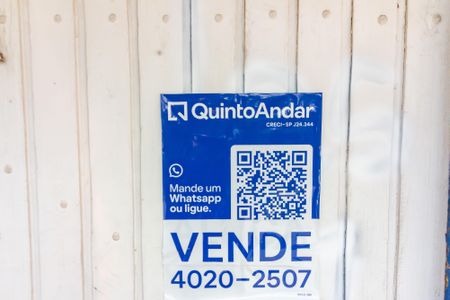 QuintoAndar
CRECI-SP J24.344
Mande um
Whatsapp
ou ligue.
VENDE
4020-2507